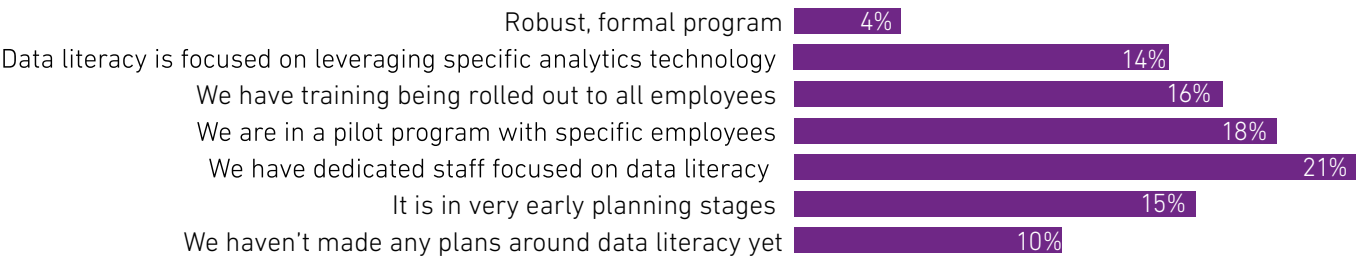 Robust, formal program 4%
Data literacy is focused on leveraging specific analytics technology 14%
We have training being rolled out to all employees 16%
We are in a pilot program with specific employees 18%
We have dedicated staff focused on data literacy 21%
It is in very early planning stages 15%
We haven’t made any plans around data literacy yet 10%